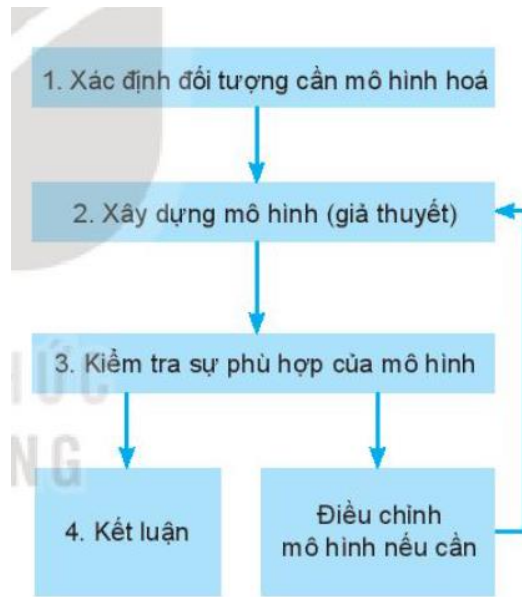 1. Xác định đối tượng cần mô hình hoá
2. Xây dựng mô hình (giả thuyết)
3. Kiểm tra sự phù hợp của mô hình
4. Kết luận
Điều chỉnh
mô hình nếu cần